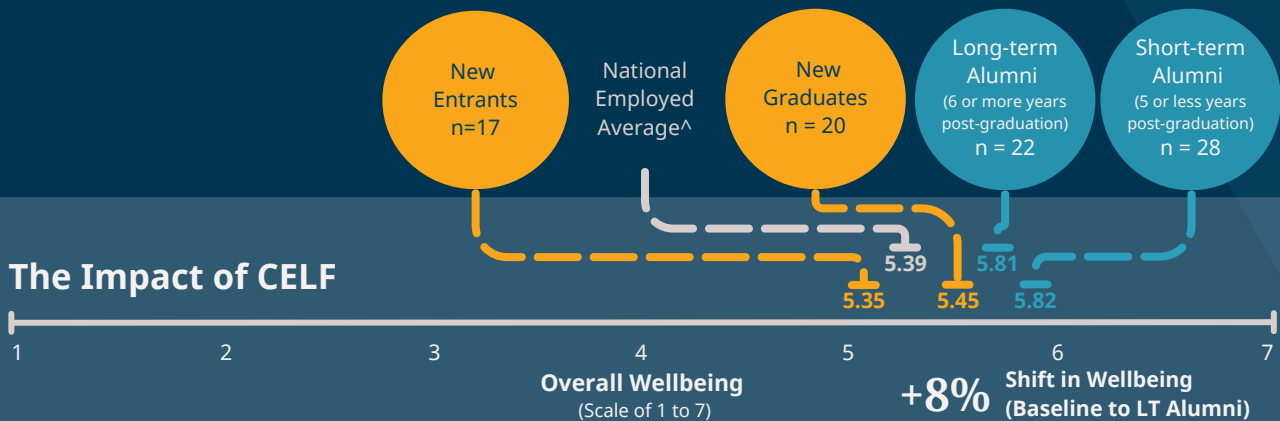 New
Entrants
n=17
National
Employed
Average^
New
Graduates
n = 20
Long-term
Alumni
(6 or more years
post-graduation)
n = 22
Short-term
Alumni
(5 or less years
post-graduation)
n = 28
The Impact of CELF
5.39
5.81
5.35
5.45
5.82
1 2 3 4 5 6 7
Overall Wellbeing
(Scale of 1 to 7)
+8%
Shift in Wellbeing
(Baseline to LT Alumni)